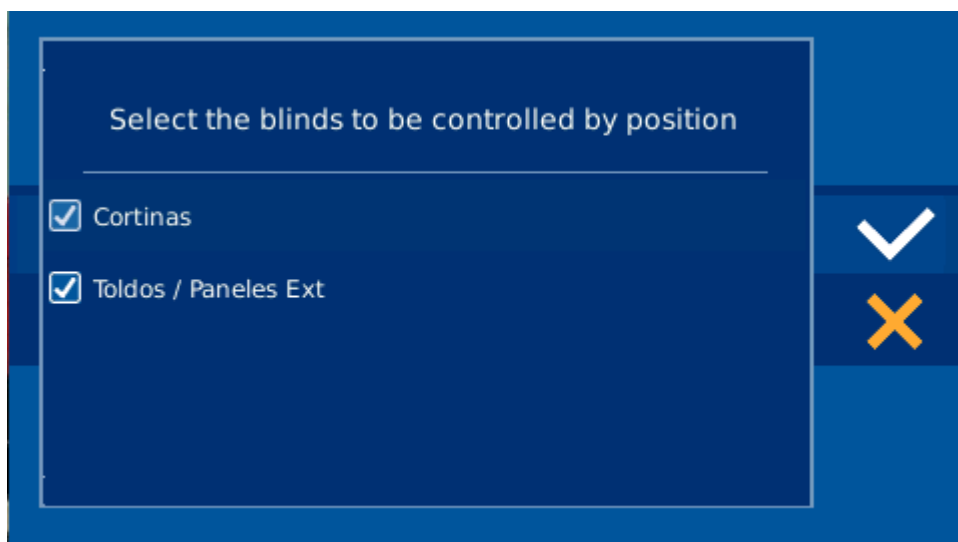 Select the blinds to be controlled by position
Cortinas
Toldos / Paneles Ext